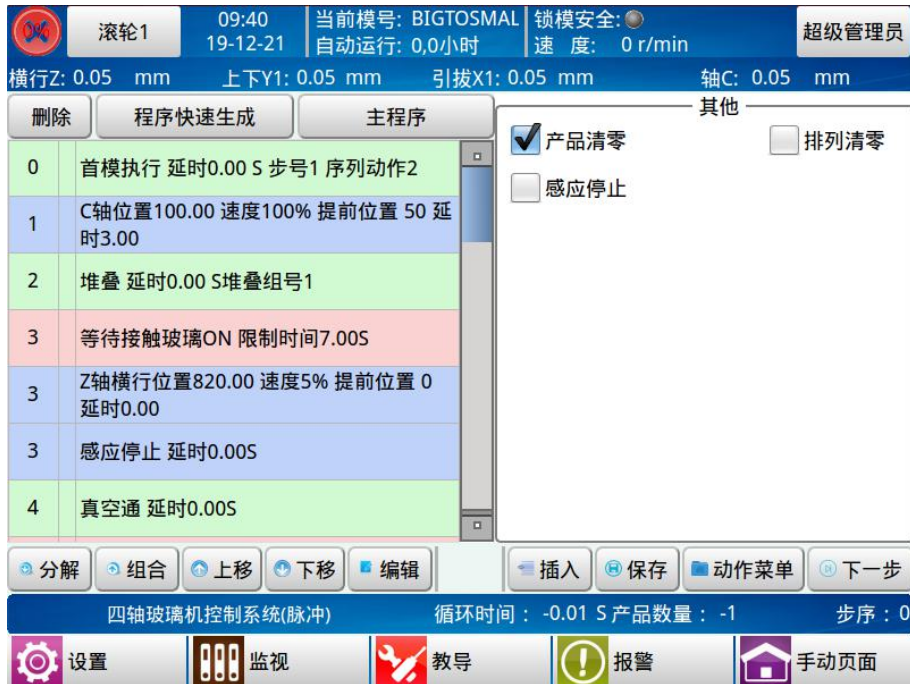 0%
滚轮1
09:40
19-12-21
当前模号: BIGTOSMAL
自动运行: 0,0小时
锁模安全:
速 度: 0 r/min
超级管理员
横行Z: 0.05 mm 上下Y1: 0.05 mm 引拔X1: 0.05 mm 轴C: 0.05 mm
删除 程序快速生成 主程序
0 首模执行 延时0.00 S 步号1 序列动作2
1 C轴位置100.00 速度100% 提前位置 50 延
时3.00
2 堆叠 延时0.00 S堆叠组号1
3 等待接触玻璃ON 限制时间7.00S
3 Z轴横行位置820.00 速度5% 提前位置 0
延时0.00
3 感应停止 延时0.00S
4 真空通 延时0.00S
其他
产品清零 排列清零
感应停止
分解 组合 上移 下移 编辑 插入 保存 动作菜单 下一步
四轴玻璃机控制系统(脉冲) 循环时间： -0.01 S 产品数量： -1 步序：0
设置 监视 教导 报警 手动页面